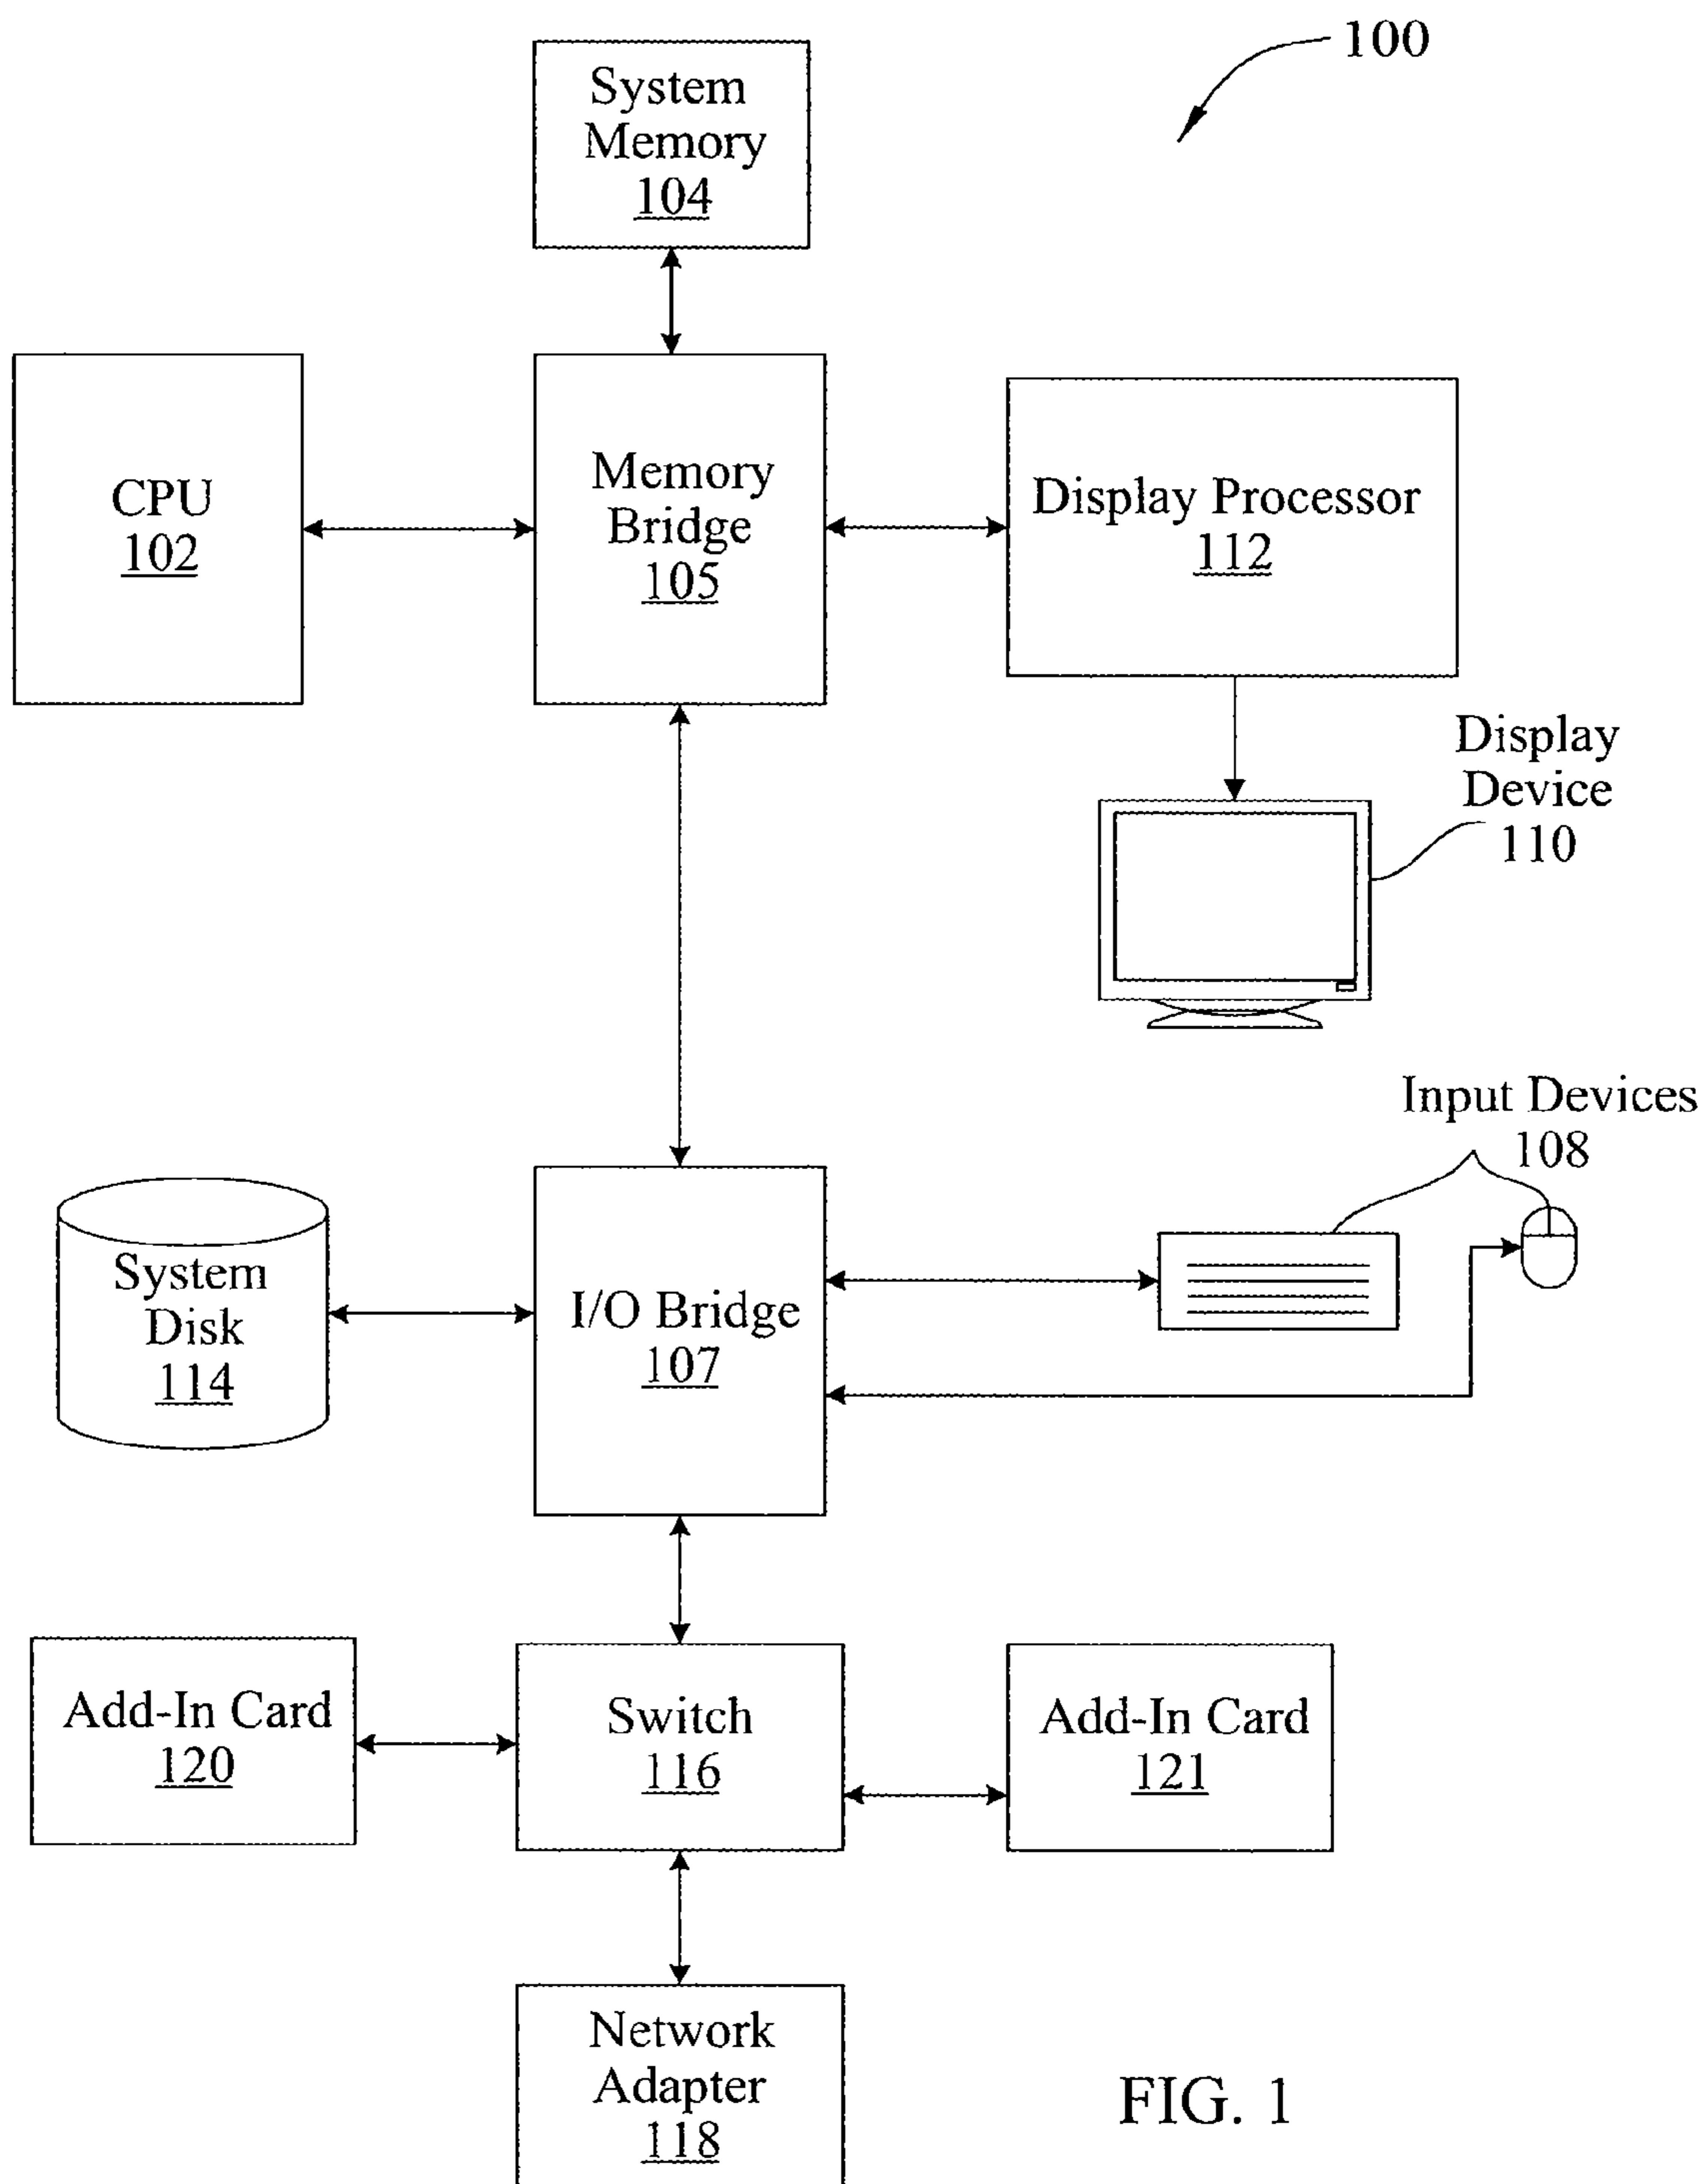 100
System
Memory
104
CPU
102
Memory
Bridge
105
Display Processor
112
Display
Device
110
Input Devices
108
System
Disk
114
I/O Bridge
107
Add-In Card
120
Switch
116
Add-In Card
121
Network
Adapter
118
FIG. 1